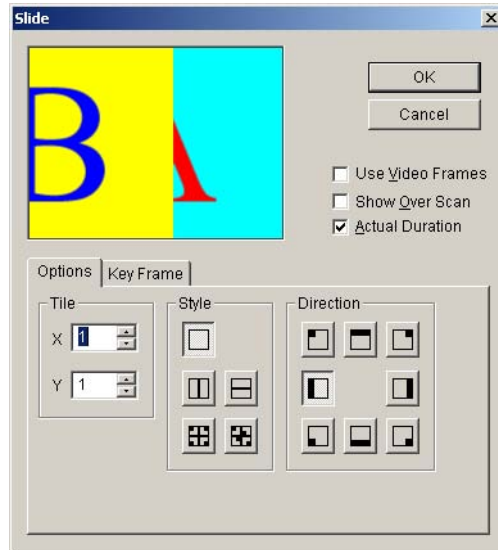 Slide
B A
OK
Cancel
Use Video Frames
Show Over Scan
Actual Duration
Options Key Frame
Tile Style Direction
X 1
Y 1